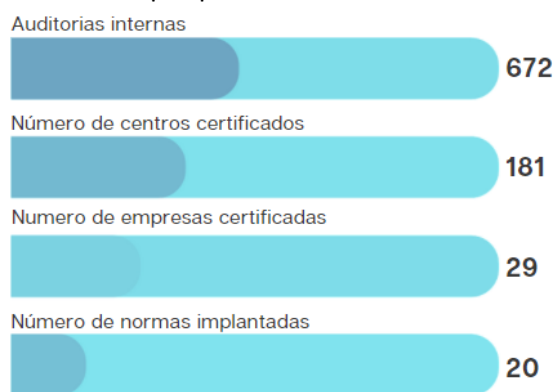 Auditorias internas
672
Número de centros certificados
181
Numero de empresas certificadas
29
Número de normas implantadas
20